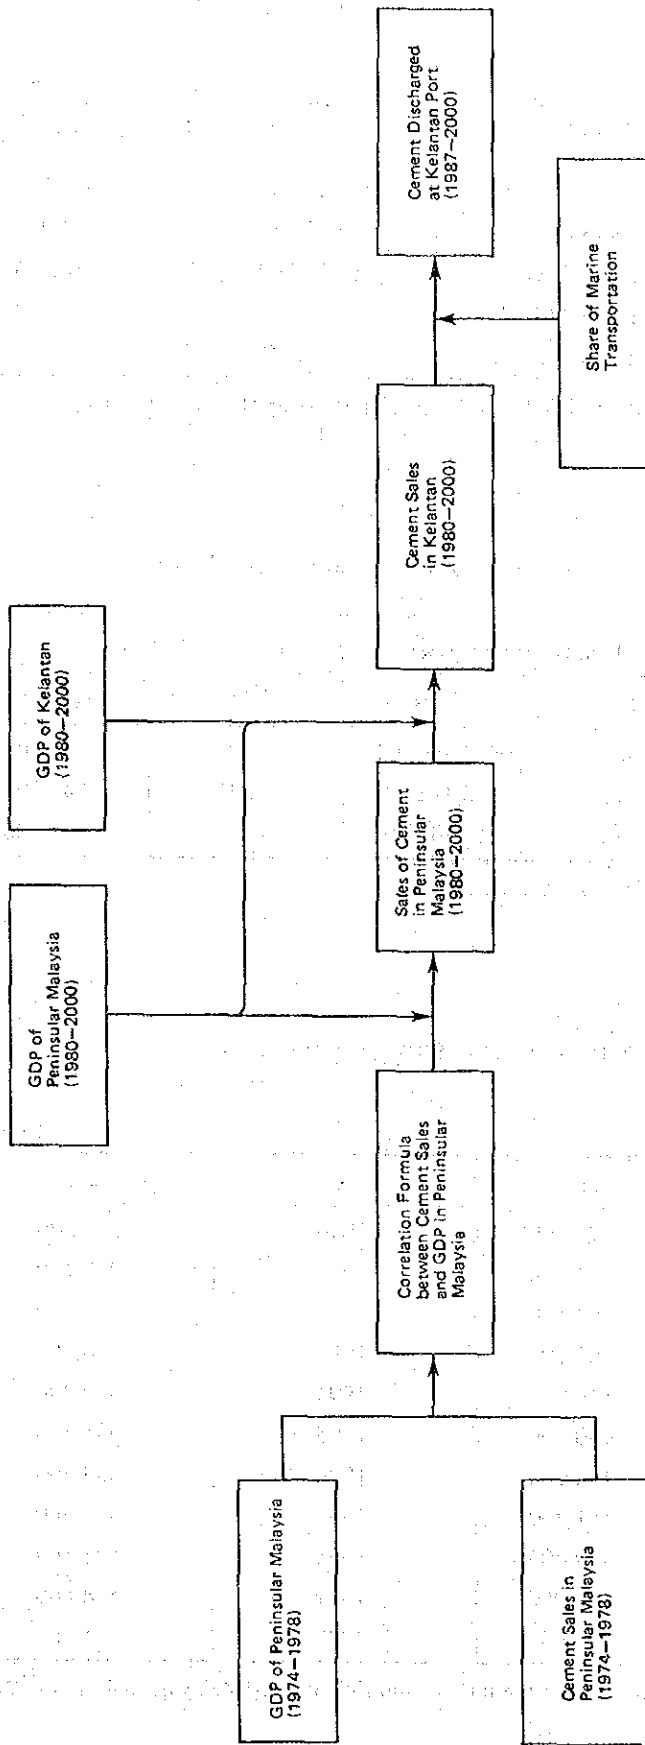 GDP of Peninsular Malaysia
(1974–1978)
Cement Sales in
Peninsular Malaysia
(1974–1978)
Correlation Formula
between Cement Sales
and GDP in Peninsular
Malaysia
GDP of
Peninsular Malaysia
(1980–2000)
Sales of Cement
in Peninsular
Malaysia
(1980–2000)
GDP of Kelantan
(1980–2000)
Cement Sales
in Kelantan
(1980–2000)
Share of Marine
Transportation
Cement Discharged
at Kelantan Port
(1987–2000)